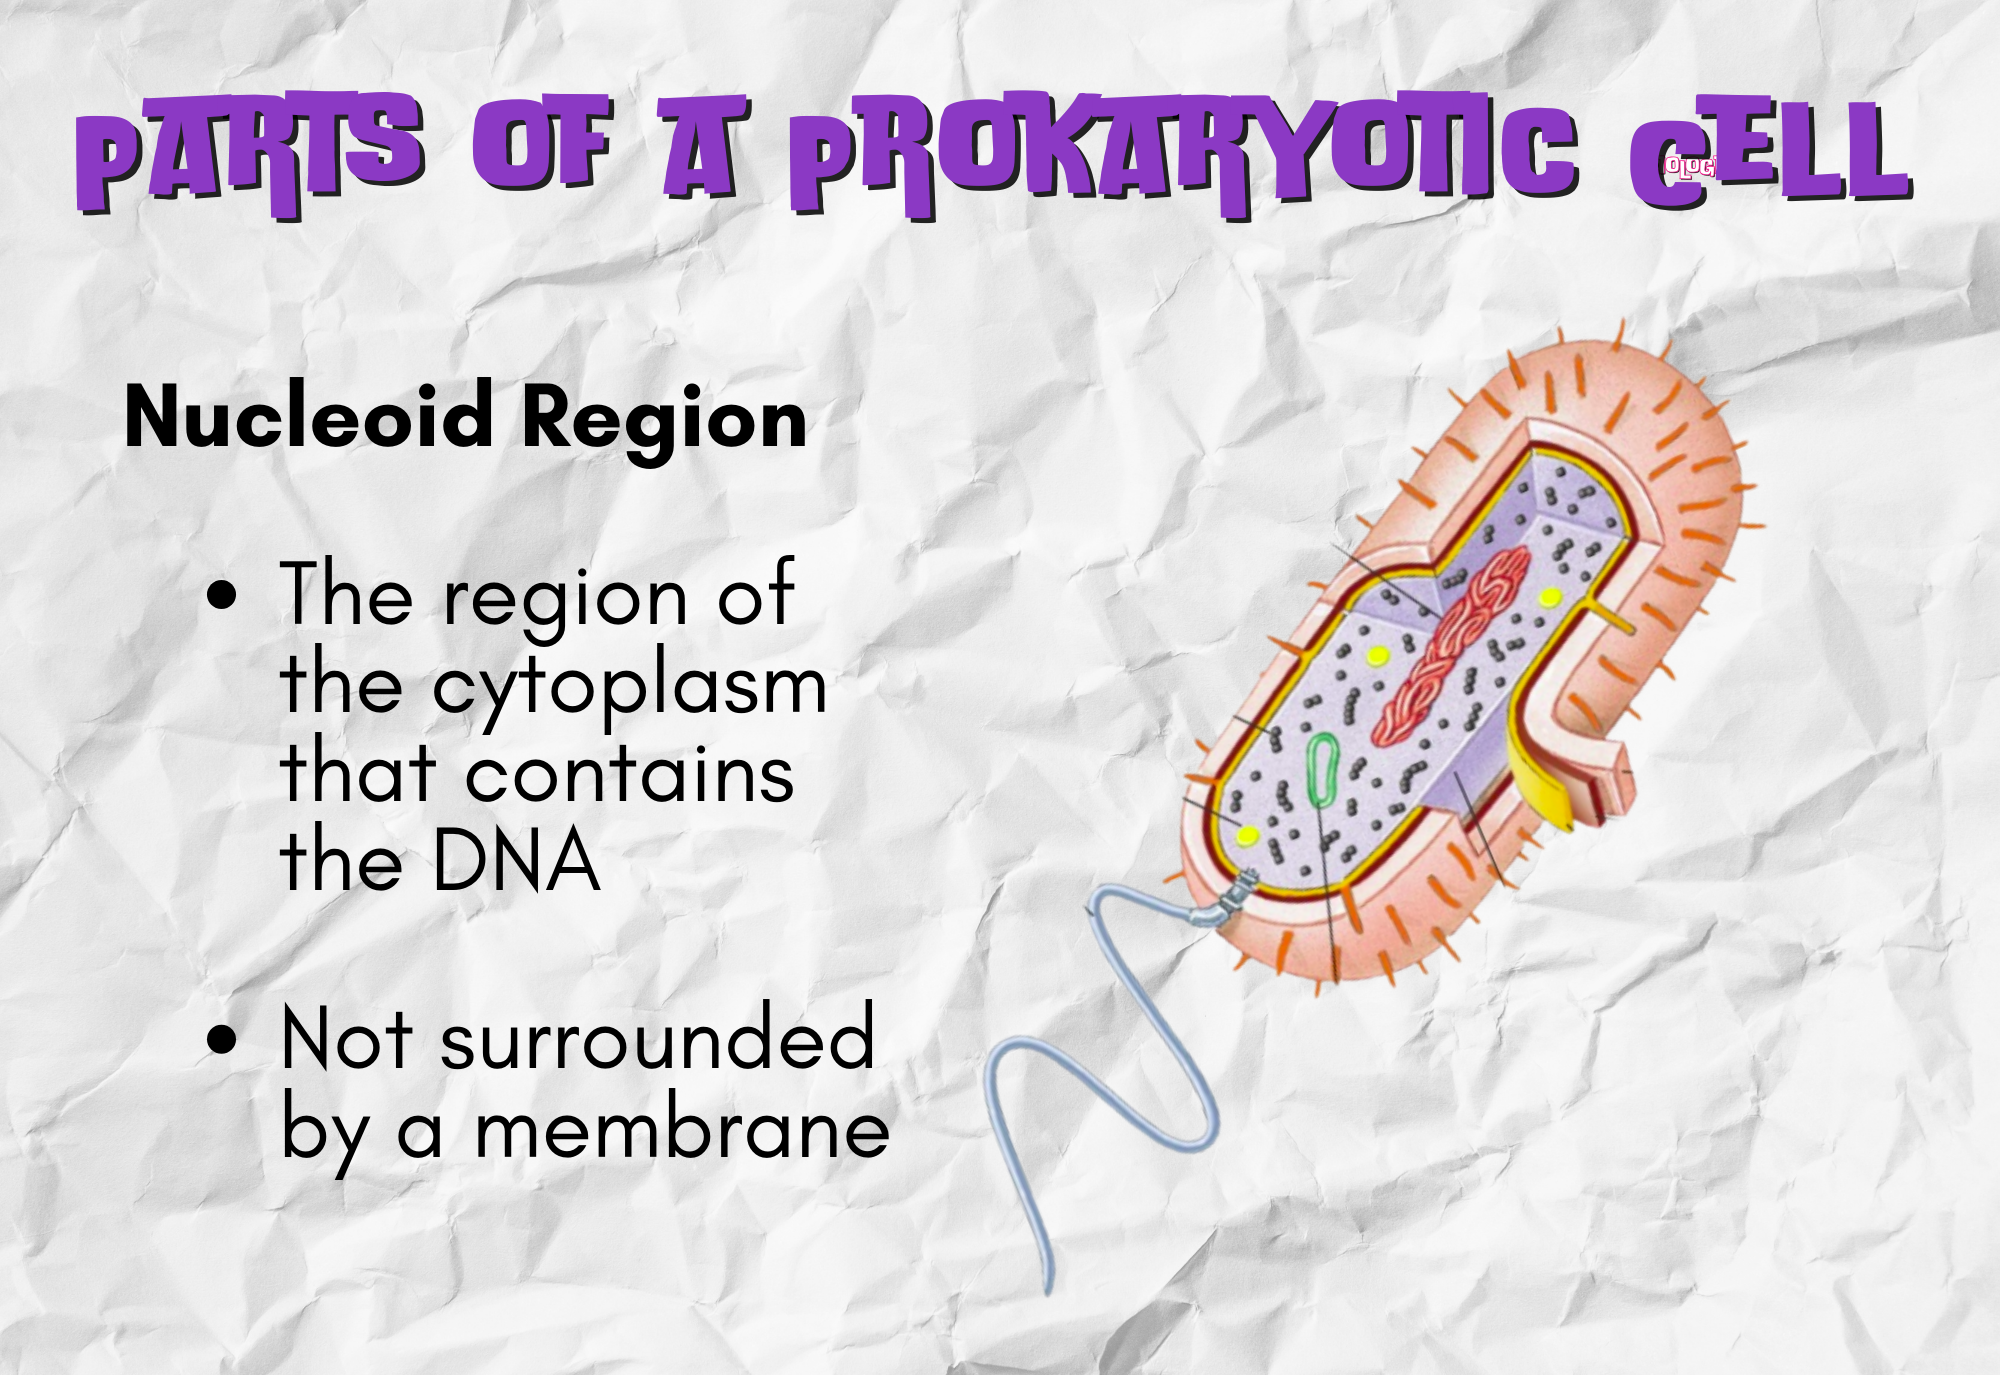 PARTS OF A PROKARYOTIC CELL
OLOGI
Nucleoid Region
• The region of
the cytoplasm
that contains
the DNA
• Not surrounded
by a membrane